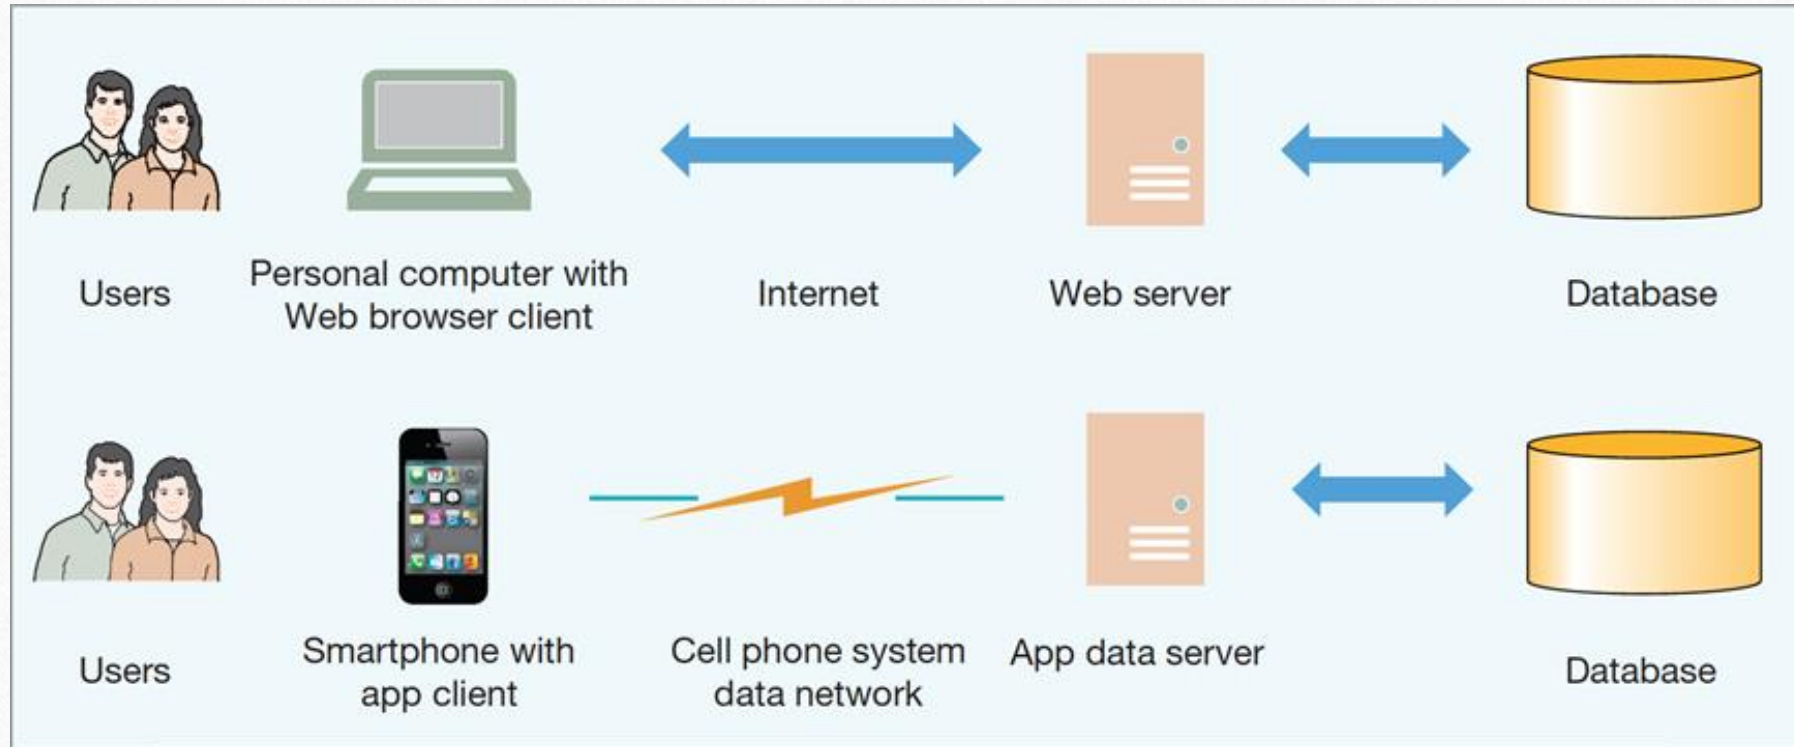 Users
Personal computer with
Web browser client
Internet
Web server
Database
Users
Smartphone with
app client
Cell phone system
data network
App data server
Database